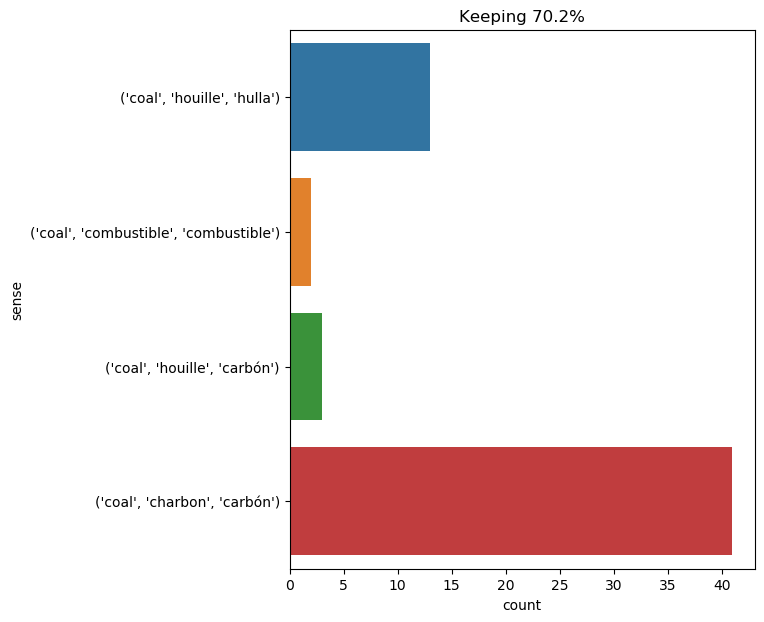 Keeping 70.2%
('coal', 'houille', 'hulla')
('coal', 'combustible', 'combustible')
('coal', 'houille', 'carbón')
('coal', 'charbon', 'carbón')
sense
0 5 10 15 20 25 30 35 40
count